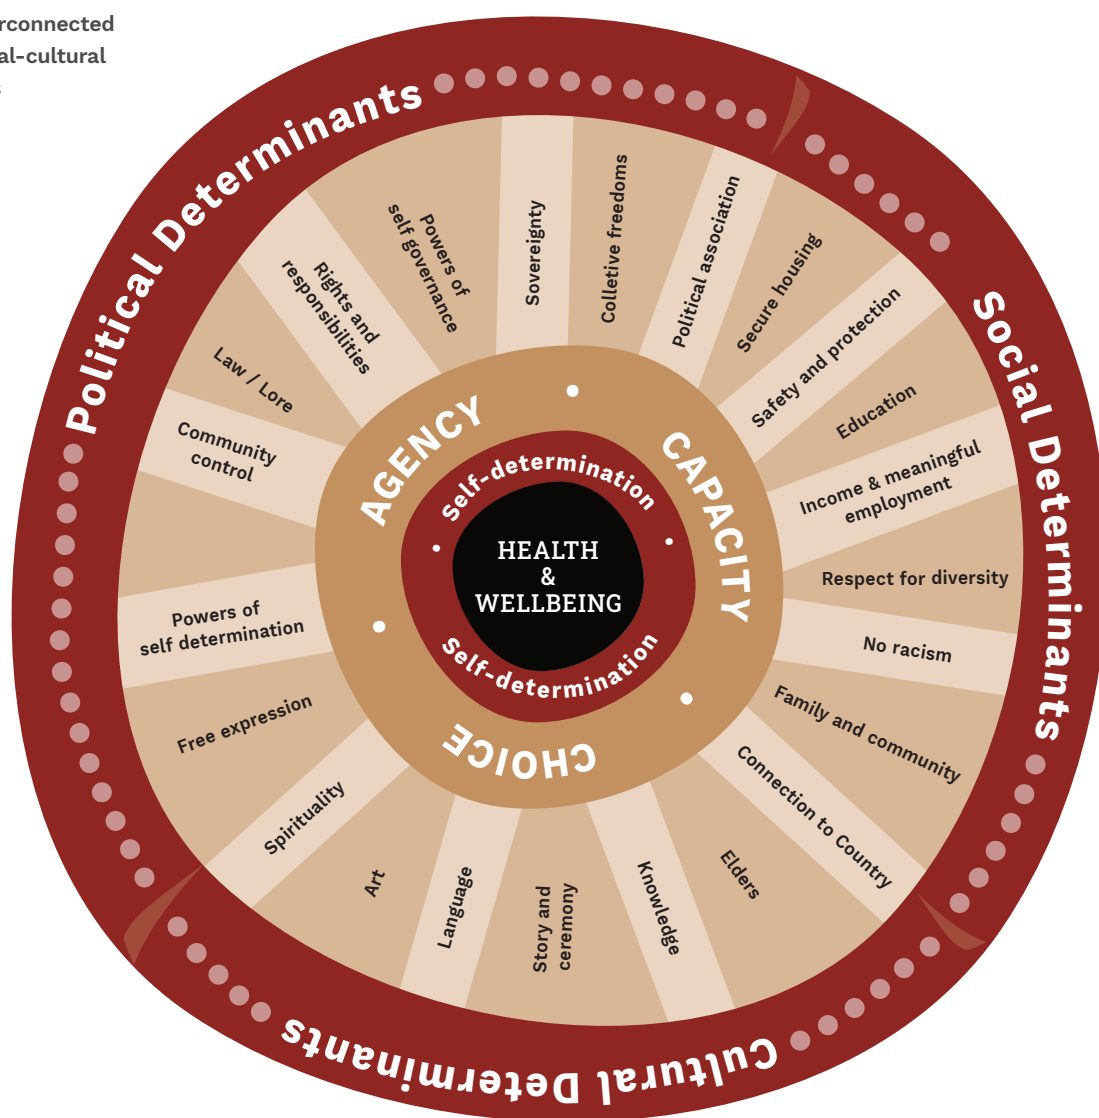 rconnected
al-cultural
Political Determinants
Social Determinants
Cultural Determinants
Sovereignty
Colletive freedoms
Political association
Secure housing
Safety and protection
Education
Income & meaningful
employment
Respect for diversity
No racism
Family and community
Connection to Country
Elders
Knowledge
Story and
ceremony
Language
Art
Spirituality
Free expression
Powers of
self determination
Community
control
Law / Lore
Rights and
responsibilities
Powers of
self governance
AGENCY
CAPACITY
CHOICE
Self-determination
Self-determination
HEALTH
&
WELLBEING